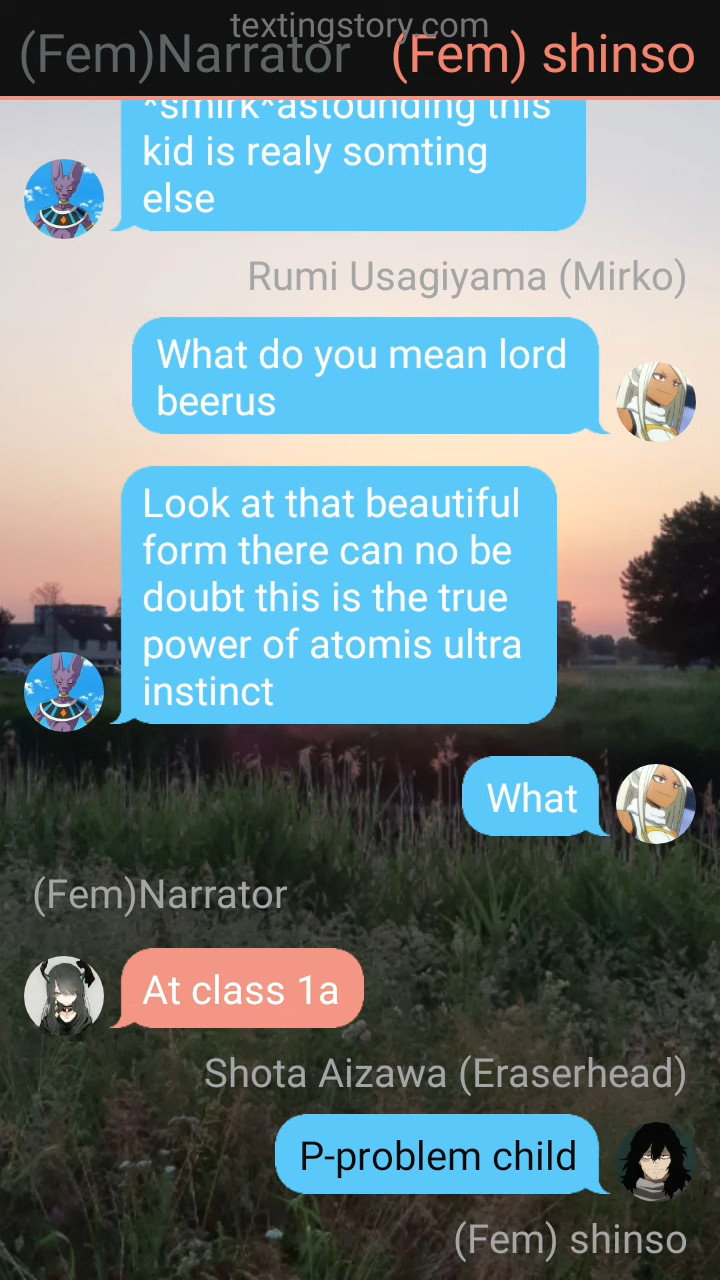 textingstory.com
(Fem)Narrator
(Fem) shinso
*smirk*astounding this
kid is realy somting
else
Rumi Usagiyama (Mirko)
What do you mean lord
beerus
Look at that beautiful
form there can no be
doubt this is the true
power of atomis ultra
instinct
What
(Fem)Narrator
At class 1a
Shota Aizawa (Eraserhead)
P-problem child
(Fem) shinso